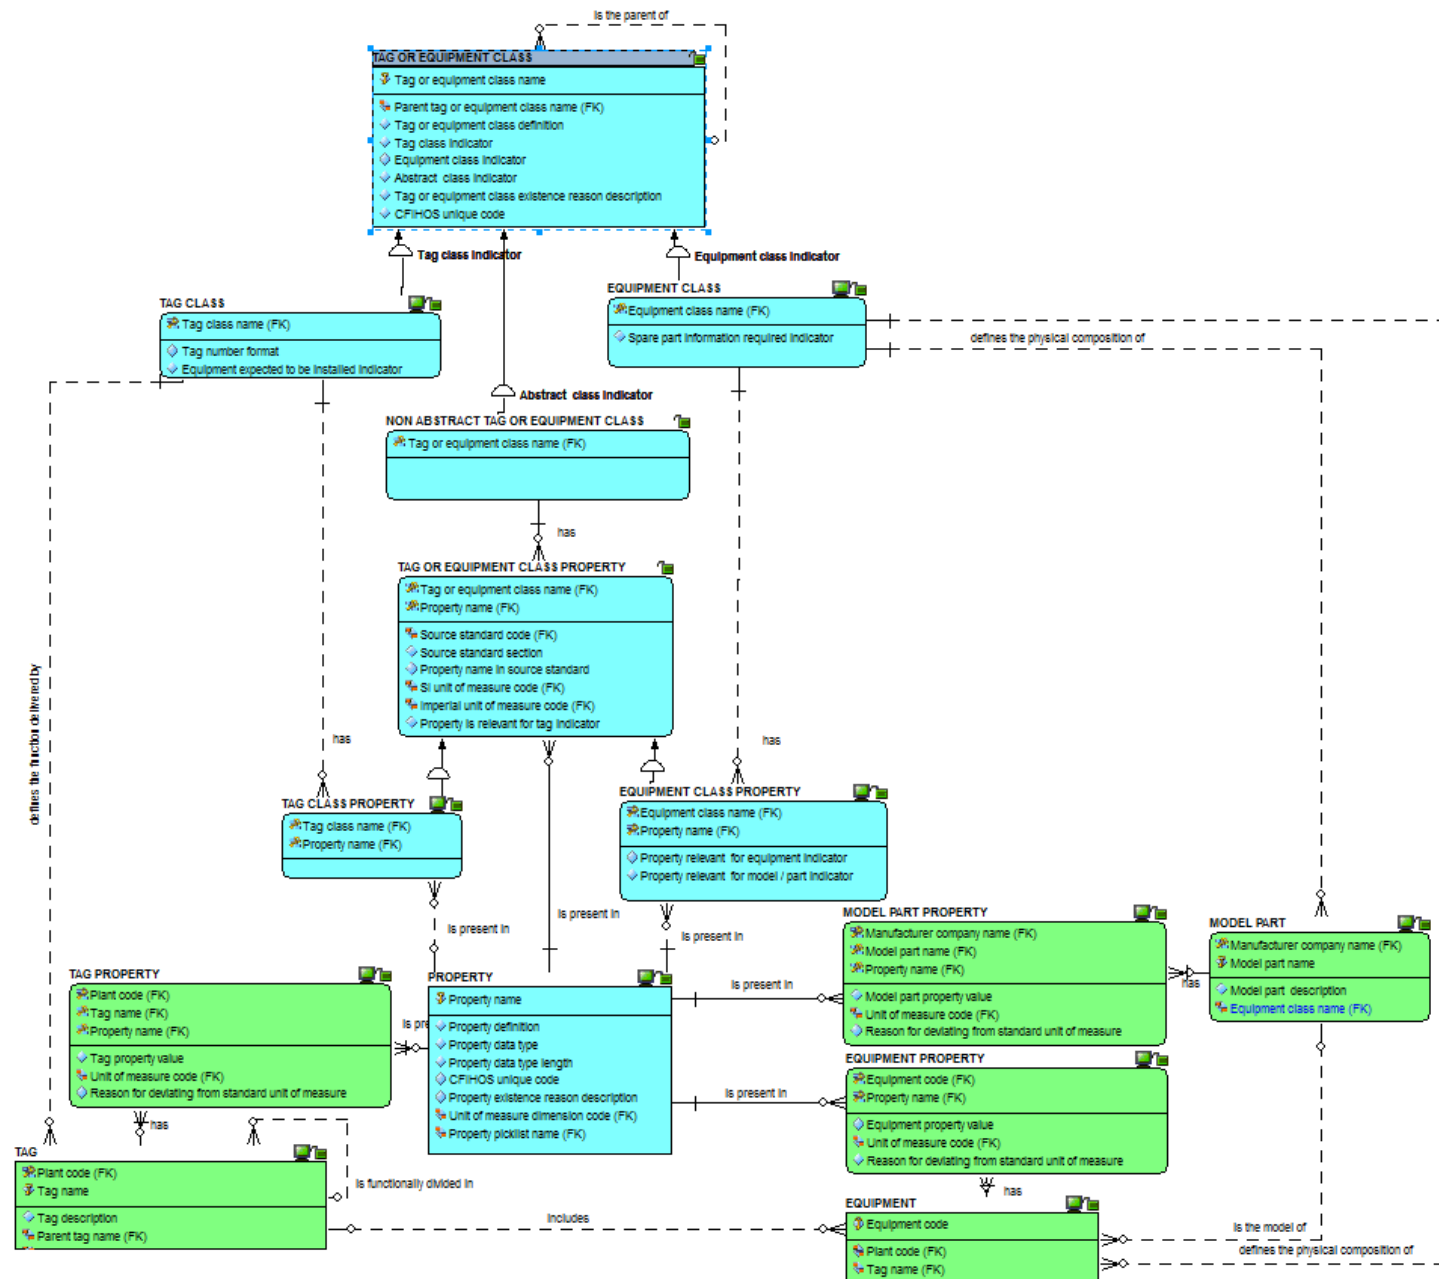 Is the parent of
TAG OR EQUIPMENT CLASS
Tag or equipment class name
Parent tag or equipment class name (FK)
Tag or equipment class definition
Tag class indicator
Equipment class indicator
Abstract class indicator
Tag or equipment class existence reason description
CFIHOS unique code
Tag class indicator
Equipment class indicator
TAG CLASS
Tag class name (FK)
Tag number format
Equipment expected to be installed indicator
EQUIPMENT CLASS
Equipment class name (FK)
Spare part information required indicator
defines the physical composition of
Abstract class indicator
NON ABSTRACT TAG OR EQUIPMENT CLASS
Tag or equipment class name (FK)
has
TAG OR EQUIPMENT CLASS PROPERTY
Tag or equipment class name (FK)
Property name (FK)
Source standard code (FK)
Source standard section
Property name in source standard
SI unit of measure code (FK)
Imperial unit of measure code (FK)
Property is relevant for tag indicator
defines the function delivered by
has
has
TAG CLASS PROPERTY
Tag class name (FK)
Property name (FK)
EQUIPMENT CLASS PROPERTY
Equipment class name (FK)
Property name (FK)
Property relevant for equipment indicator
Property relevant for model / part indicator
Is present in
Is present in
Is present in
MODEL PART PROPERTY
Manufacturer company name (FK)
Model part name (FK)
Property name (FK)
Model part property value
Unit of measure code (FK)
Reason for deviating from standard unit of measure
MODEL PART
Manufacturer company name (FK)
Model part name
Model part description
Equipment class name (FK)
has
TAG PROPERTY
Plant code (FK)
Tag name (FK)
Property name (FK)
Tag property value
Unit of measure code (FK)
Reason for deviating from standard unit of measure
Is pre
PROPERTY
Property name
Property definition
Property data type
Property data type length
CFIHOS unique code
Property existence reason description
Unit of measure dimension code (FK)
Property picklist name (FK)
Is present in
Is present in
EQUIPMENT PROPERTY
Equipment code (FK)
Property name (FK)
Equipment property value
Unit of measure code (FK)
Reason for deviating from standard unit of measure
has
has
TAG
Plant code (FK)
Tag name
Tag description
Parent tag name (FK)
Is functionally divided in
Includes
EQUIPMENT
Equipment code
Plant code (FK)
Tag name (FK)
Is the model of
defines the physical composition of